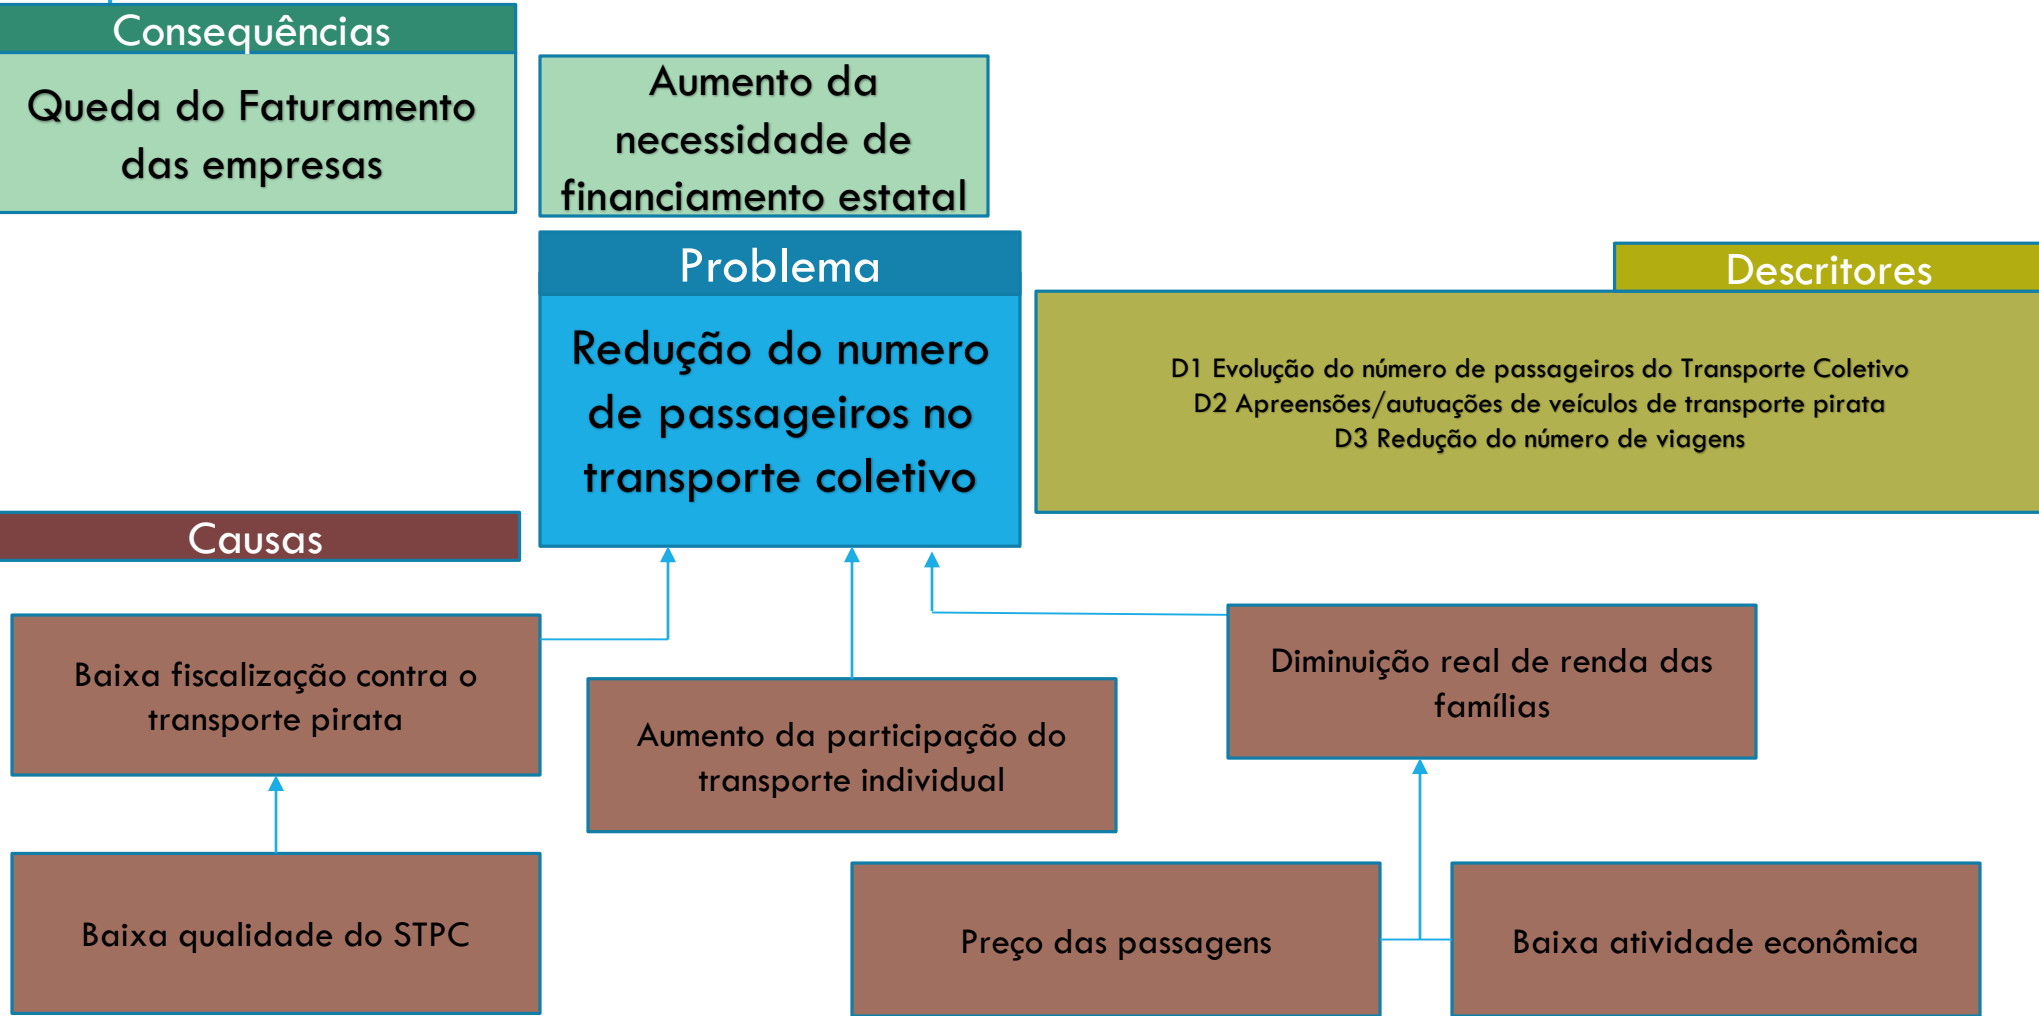 Consequências
Queda do Faturamento
das empresas
Aumento da
necessidade de
financiamento estatal
Problema
Redução do numero
de passageiros no
transporte coletivo
Descritores
D1 Evolução do número de passageiros do Transporte Coletivo
D2 Apreensões/autuações de veículos de transporte pirata
D3 Redução do número de viagens
Causas
Baixa fiscalização contra o
transporte pirata
Aumento da participação do
transporte individual
Diminuição real de renda das
famílias
Baixa qualidade do STPC
Preço das passagens
Baixa atividade econômica